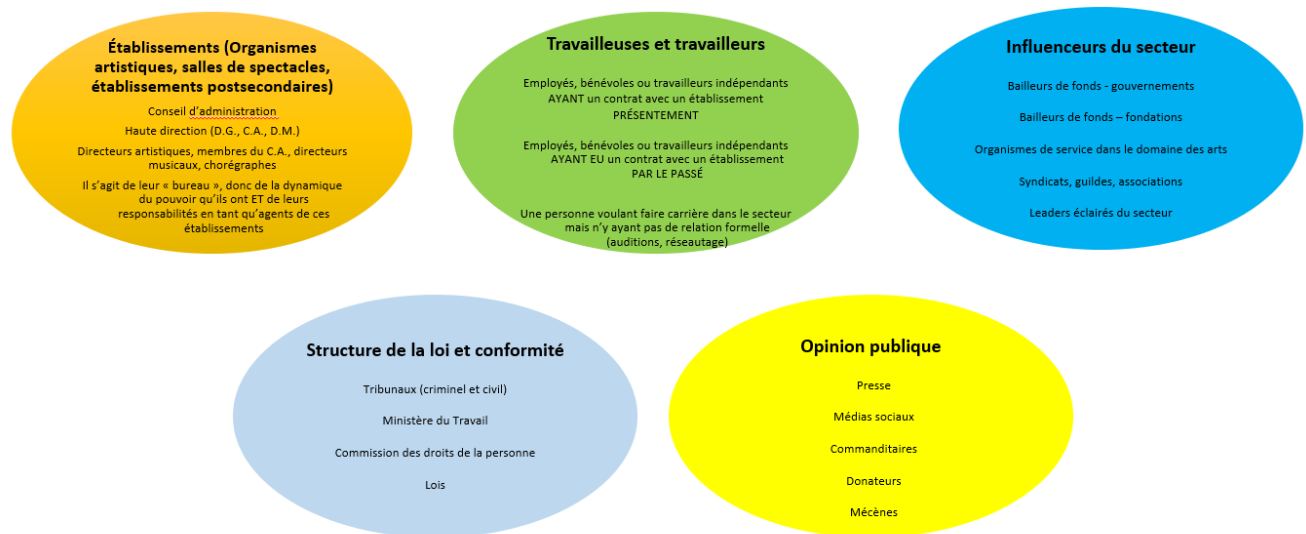 Établissements (Organismes
artistiques, salles de spectacles,
établissements postsecondaires)
Conseil d'administration
Haute direction (D.G., C.A., D.M.)
Directeurs artistiques, membres du C.A., directeurs
musicaux, chorégraphes
Il s'agit de leur « bureau », donc de la dynamique
du pouvoir qu'ils ont ET de leurs
responsabilités en tant qu'agents de ces
établissements
Travailleuses et travailleurs
Employés, bénévoles ou travailleurs indépendants
AYANT un contrat avec un établissement
PRÉSENTEMENT
Employés, bénévoles ou travailleurs indépendants
AYANT EU un contrat avec un établissement
PAR LE PASSÉ
Une personne voulant faire carrière dans le secteur
mais n'y ayant pas de relation formelle
(auditions, réseautage)
Influenceurs du secteur
Bailleurs de fonds - gouvernements
Bailleurs de fonds – fondations
Organismes de service dans le domaine des arts
Syndicats, guildes, associations
Leaders éclairés du secteur
Structure de la loi et conformité
Tribunaux (criminel et civil)
Ministère du Travail
Commission des droits de la personne
Lois
Opinion publique
Presse
Médias sociaux
Commanditaires
Donateurs
Mécènes